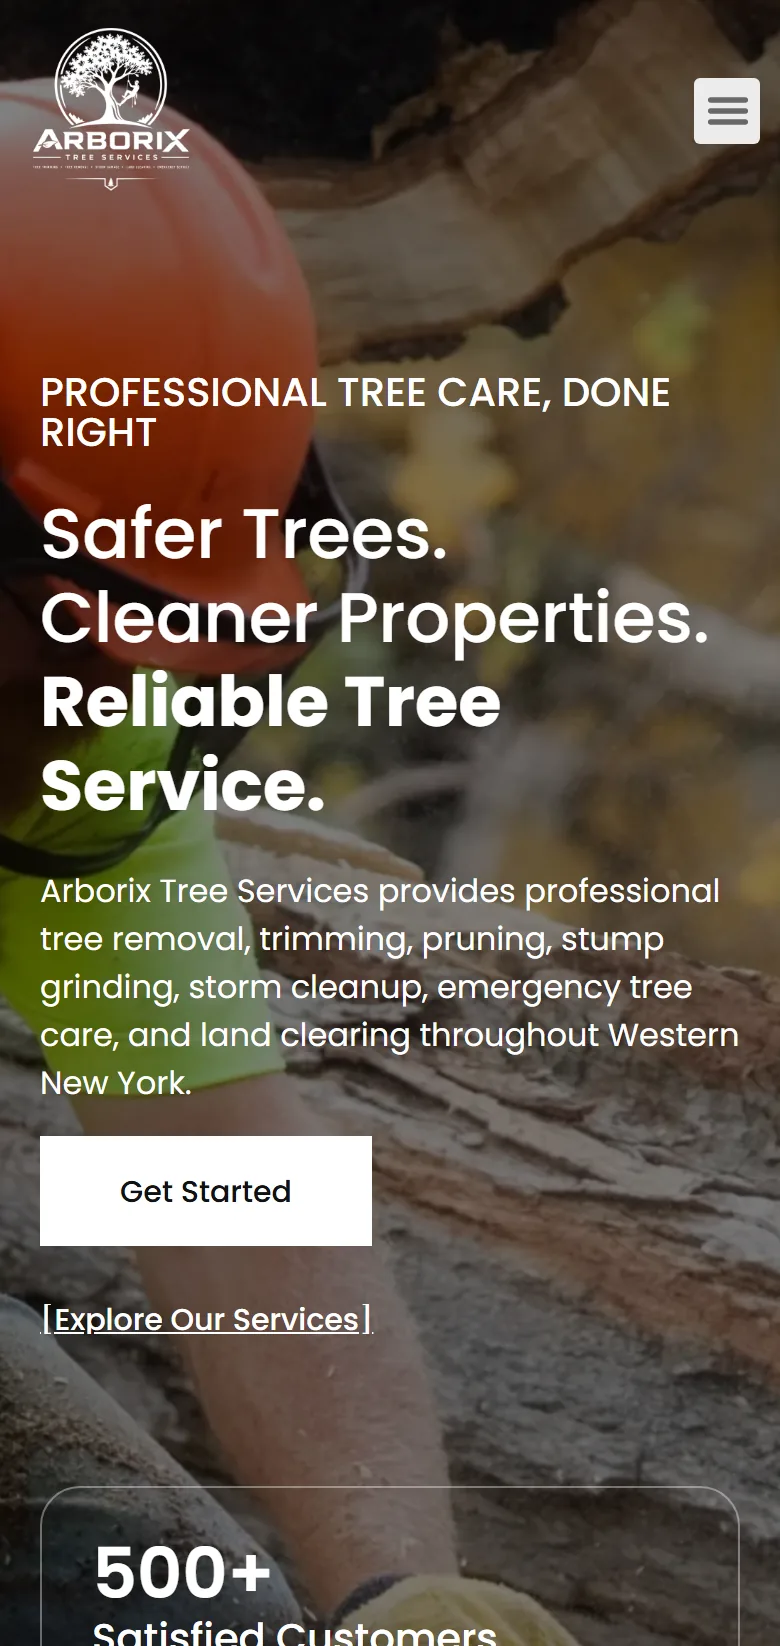 ARBORIX
TREE SERVICES
PROFESSIONAL TREE CARE, DONE
RIGHT
Safer Trees.
Cleaner Properties.
Reliable Tree
Service.
Arborix Tree Services provides professional
tree removal, trimming, pruning, stump
grinding, storm cleanup, emergency tree
care, and land clearing throughout Western
New York.
Get Started
[Explore Our Services]
500+
Satisfied Customers